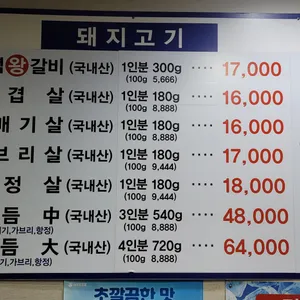 돼지고기
왕갈비 (국내산) 1인분 300g ···· 17,000
(100g 5,666)
겹 살 (국내산) 1인분 180g ···· 16,000
(100g 8,888)
매기살 (국내산) 1인분 180g ···· 16,000
(100g 8,888)
브리살 (국내산) 1인분 180g ···· 17,000
(100g 9,444)
정 살 (국내산) 1인분 180g ···· 18,000
(100g 9,444)
듬 中 (국내산) 3인분 540g ···· 48,000
기,가브리,항정) (100g 8,888)
듬 大 (국내산) 4인분 720g ···· 64,000
기,가브리,항정) (100g 8,888)
초깔끔한 맛